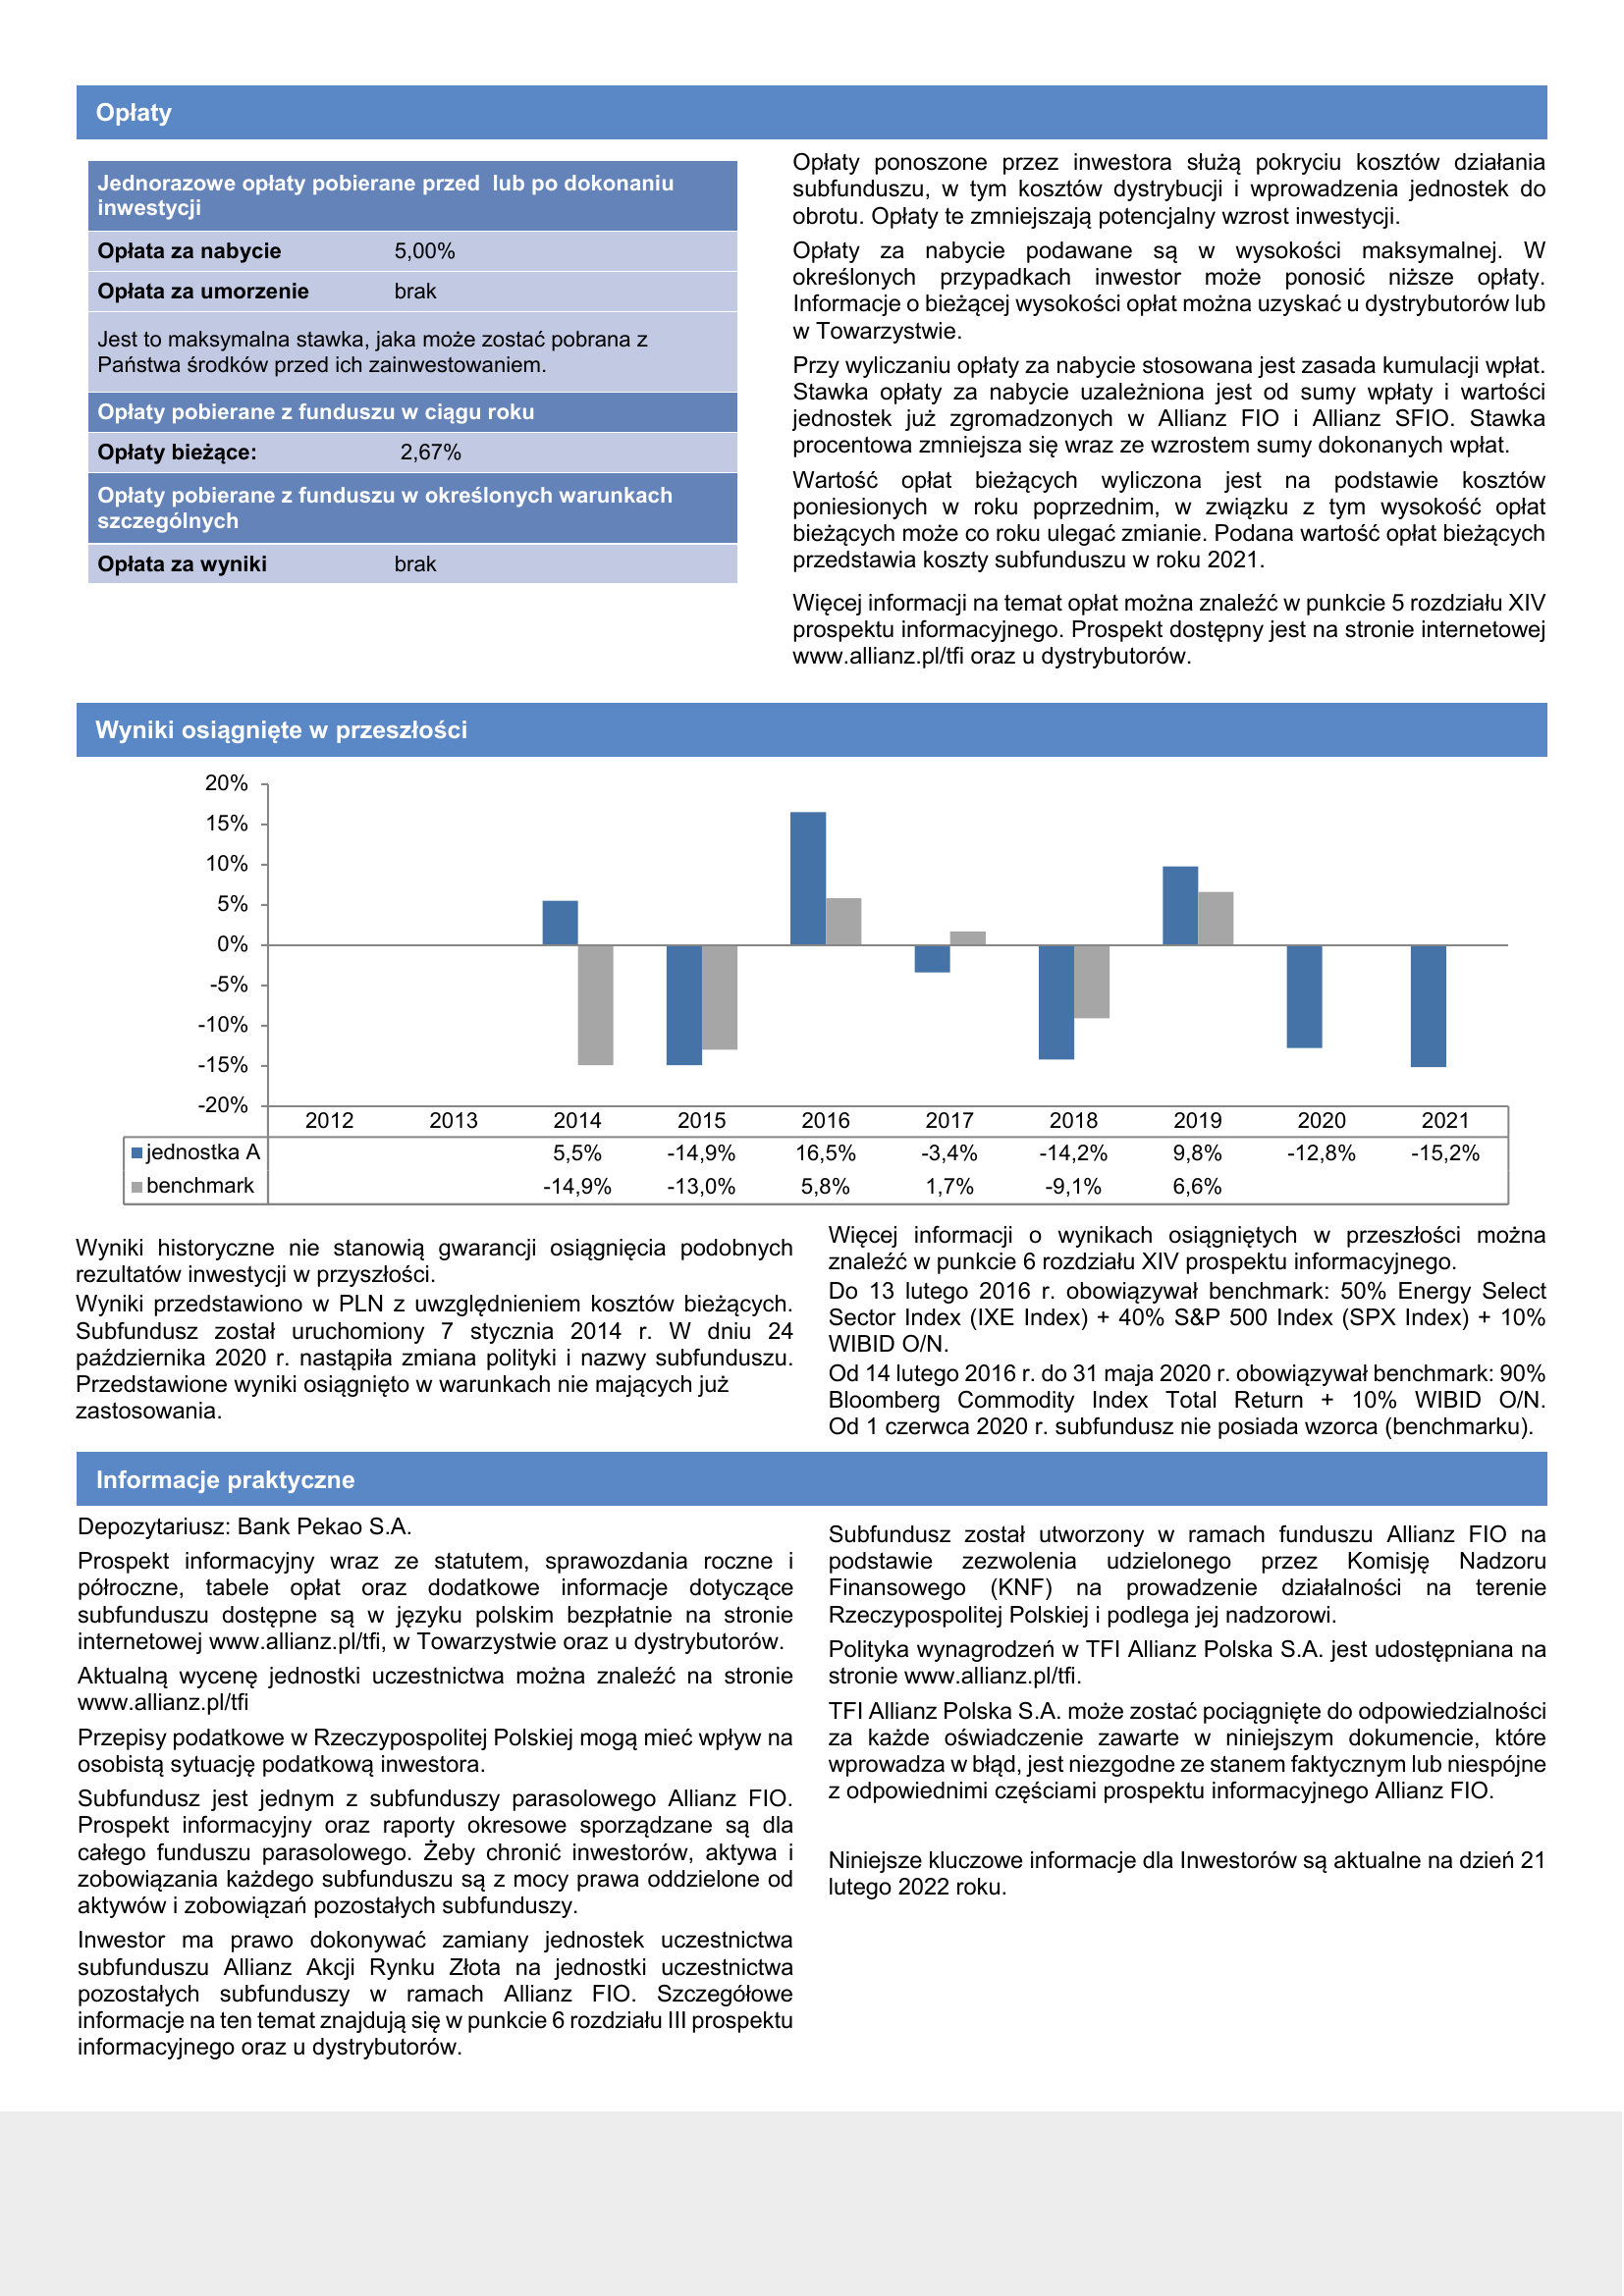 Opłaty
Jednorazowe opłaty pobierane przed  lub po dokonaniu
inwestycji
Opłata za nabycie 5,00%
Opłata za umorzenie brak
Jest to maksymalna stawka, jaka może zostać pobrana z
Państwa środków przed ich zainwestowaniem.
Opłaty pobierane z funduszu w ciągu roku
Opłaty bieżące: 2,67%
Opłaty pobierane z funduszu w określonych warunkach
szczególnych
Opłata za wyniki brak
Opłaty ponoszone przez inwestora służą pokryciu kosztów działania
subfunduszu, w tym kosztów dystrybucji i wprowadzenia jednostek do
obrotu. Opłaty te zmniejszają potencjalny wzrost inwestycji.
Opłaty za nabycie podawane są w wysokości maksymalnej. W
określonych przypadkach inwestor może ponosić niższe opłaty.
Informacje o bieżącej wysokości opłat można uzyskać u dystrybutorów lub
w Towarzystwie.
Przy wyliczaniu opłaty za nabycie stosowana jest zasada kumulacji wpłat.
Stawka opłaty za nabycie uzależniona jest od sumy wpłaty i wartości
jednostek już zgromadzonych w Allianz FIO i Allianz SFIO. Stawka
procentowa zmniejsza się wraz ze wzrostem sumy dokonanych wpłat.
Wartość opłat bieżących wyliczona jest na podstawie kosztów
poniesionych w roku poprzednim, w związku z tym wysokość opłat
bieżących może co roku ulegać zmianie. Podana wartość opłat bieżących
przedstawia koszty subfunduszu w roku 2021.
Więcej informacji na temat opłat można znaleźć w punkcie 5 rozdziału XIV
prospektu informacyjnego. Prospekt dostępny jest na stronie internetowej
www.allianz.pl/tfi oraz u dystrybutorów.
Wyniki osiągnięte w przeszłości
20%
15%
10%
5%
0%
-5%
-10%
-15%
-20%
2012 2013 2014 2015 2016 2017 2018 2019 2020 2021
jednostka A 5,5% -14,9% 16,5% -3,4% -14,2% 9,8% -12,8% -15,2%
benchmark -14,9% -13,0% 5,8% 1,7% -9,1% 6,6%
Wyniki historyczne nie stanowią gwarancji osiągnięcia podobnych
rezultatów inwestycji w przyszłości.
Wyniki przedstawiono w PLN z uwzględnieniem kosztów bieżących.
Subfundusz został uruchomiony 7 stycznia 2014 r. W dniu 24
października 2020 r. nastąpiła zmiana polityki i nazwy subfunduszu.
Przedstawione wyniki osiągnięto w warunkach nie mających już
zastosowania.
Więcej informacji o wynikach osiągniętych w przeszłości można
znaleźć w punkcie 6 rozdziału XIV prospektu informacyjnego.
Do 13 lutego 2016 r. obowiązywał benchmark: 50% Energy Select
Sector Index (IXE Index) + 40% S&P 500 Index (SPX Index) + 10%
WIBID O/N.
Od 14 lutego 2016 r. do 31 maja 2020 r. obowiązywał benchmark: 90%
Bloomberg Commodity Index Total Return + 10% WIBID O/N.
Od 1 czerwca 2020 r. subfundusz nie posiada wzorca (benchmarku).
Informacje praktyczne
Depozytariusz: Bank Pekao S.A.
Prospekt informacyjny wraz ze statutem, sprawozdania roczne i
półroczne, tabele opłat oraz dodatkowe informacje dotyczące
subfunduszu dostępne są w języku polskim bezpłatnie na stronie
internetowej www.allianz.pl/tfi, w Towarzystwie oraz u dystrybutorów.
Aktualną wycenę jednostki uczestnictwa można znaleźć na stronie
www.allianz.pl/tfi
Przepisy podatkowe w Rzeczypospolitej Polskiej mogą mieć wpływ na
osobistą sytuację podatkową inwestora.
Subfundusz jest jednym z subfunduszy parasolowego Allianz FIO.
Prospekt informacyjny oraz raporty okresowe sporządzane są dla
całego funduszu parasolowego. Żeby chronić inwestorów, aktywa i
zobowiązania każdego subfunduszu są z mocy prawa oddzielone od
aktywów i zobowiązań pozostałych subfunduszy.
Inwestor ma prawo dokonywać zamiany jednostek uczestnictwa
subfunduszu Allianz Akcji Rynku Złota na jednostki uczestnictwa
pozostałych subfunduszy w ramach Allianz FIO. Szczegółowe
informacje na ten temat znajdują się w punkcie 6 rozdziału III prospektu
informacyjnego oraz u dystrybutorów.
Subfundusz został utworzony w ramach funduszu Allianz FIO na
podstawie zezwolenia udzielonego przez Komisję Nadzoru
Finansowego (KNF) na prowadzenie działalności na terenie
Rzeczypospolitej Polskiej i podlega jej nadzorowi.
Polityka wynagrodzeń w TFI Allianz Polska S.A. jest udostępniana na
stronie www.allianz.pl/tfi.
TFI Allianz Polska S.A. może zostać pociągnięte do odpowiedzialności
za każde oświadczenie zawarte w niniejszym dokumencie, które
wprowadza w błąd, jest niezgodne ze stanem faktycznym lub niespójne
z odpowiednimi częściami prospektu informacyjnego Allianz FIO.
Niniejsze kluczowe informacje dla Inwestorów są aktualne na dzień 21
lutego 2022 roku.